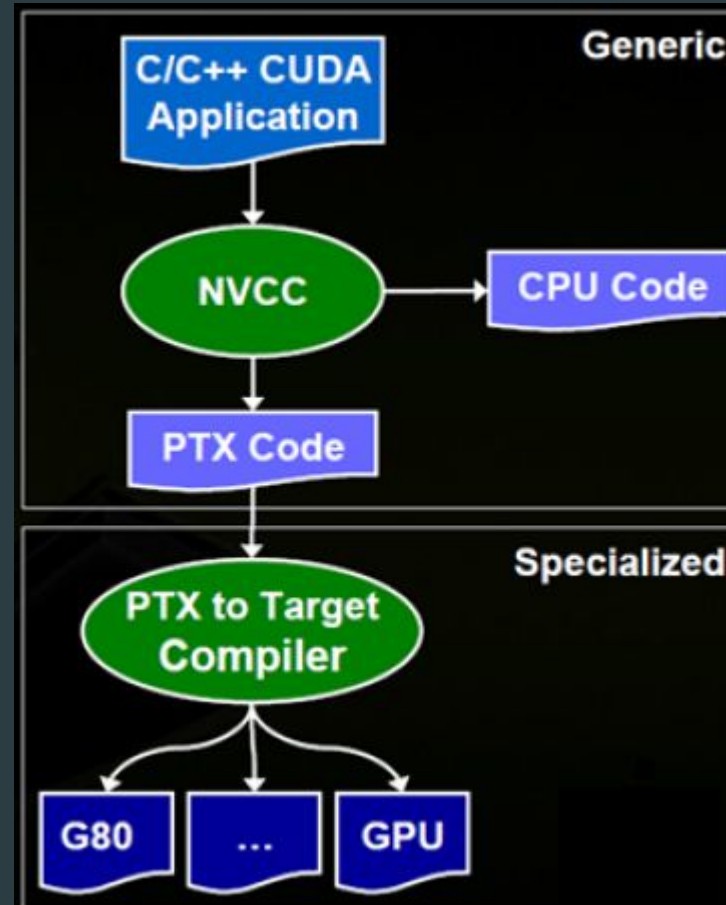 Generic
C/C++ CUDA
Application
NVCC
CPU Code
PTX Code
Specialized
PTX to Target
Compiler
G80
...
GPU